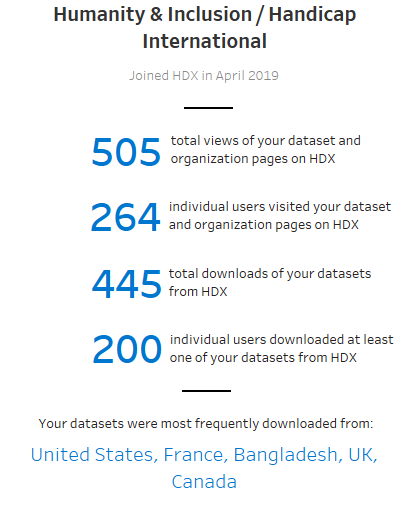 Humanity & Inclusion / Handicap
International
Joined HDX in April 2019
505 total views of your dataset and
organization pages on HDX
264 individual users visited your dataset
and organization pages on HDX
445 total downloads of your datasets
from HDX
200 individual users downloaded at least
one of your datasets from HDX
Your datasets were most frequently downloaded from:
United States, France, Bangladesh, UK,
Canada